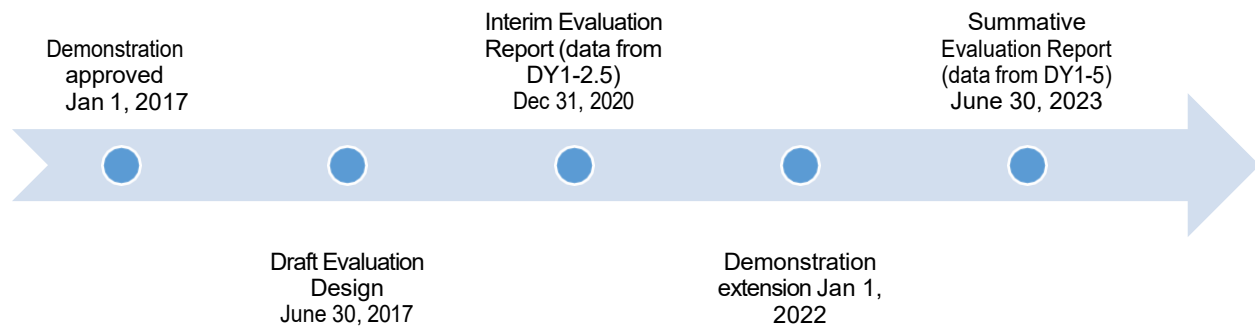 Demonstration
approved
Jan 1, 2017
Draft Evaluation
Design
June 30, 2017
Interim Evaluation
Report (data from
DY1-2.5)
Dec 31, 2020
Demonstration
extension Jan 1,
2022
Summative
Evaluation Report
(data from DY1-5)
June 30, 2023